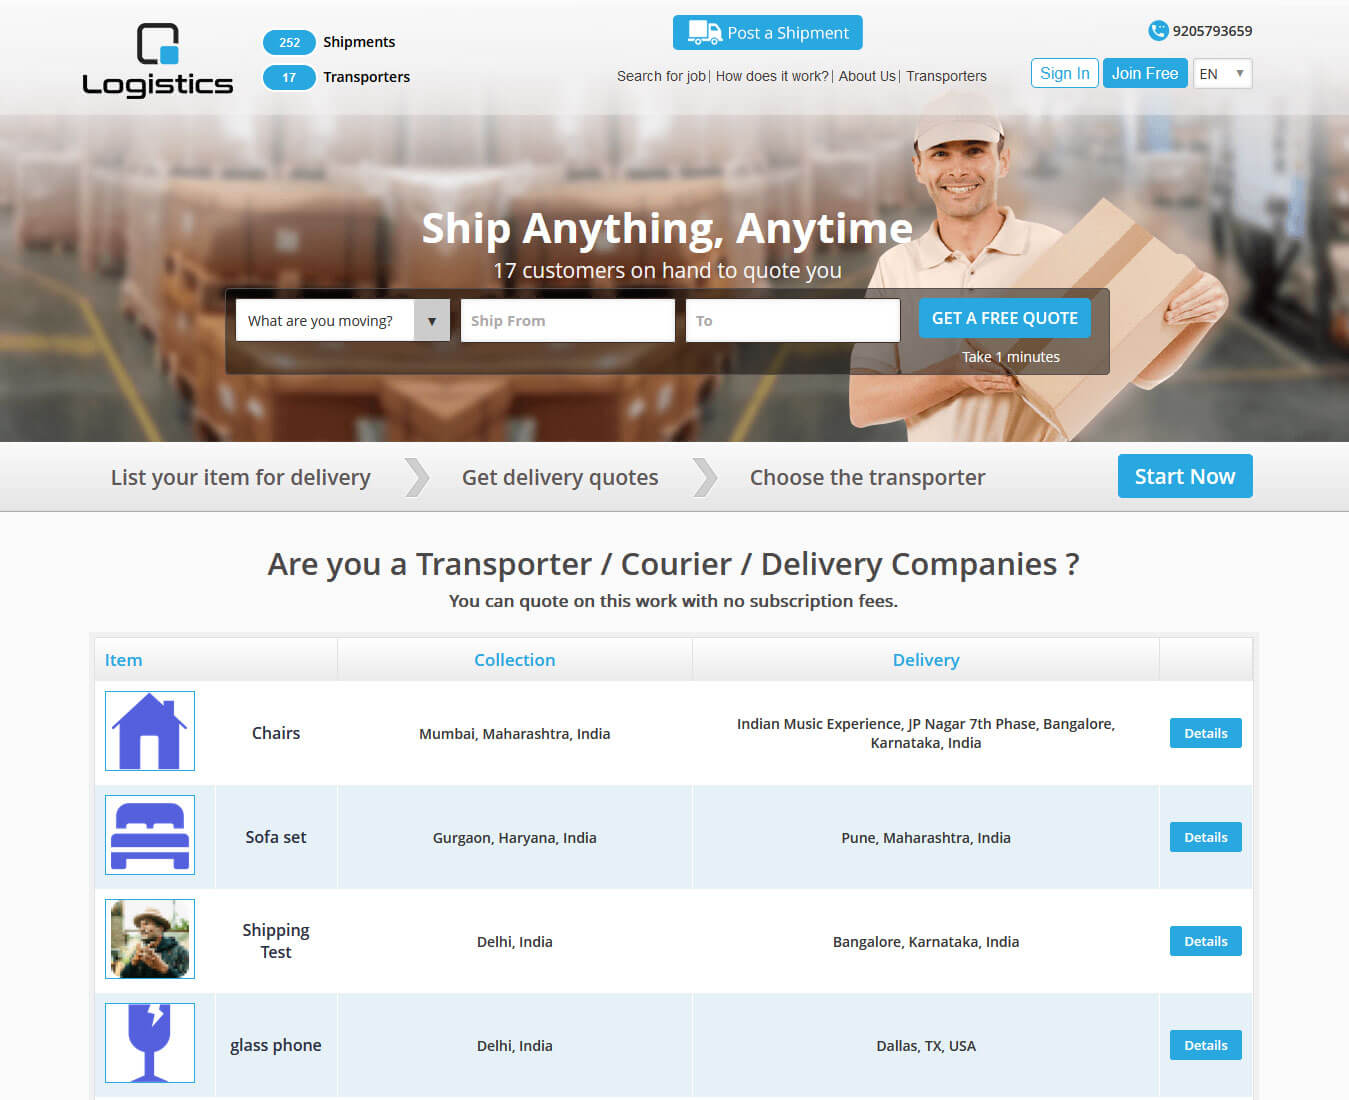 Logistics
252 Shipments
17 Transporters
Post a Shipment
Search for job| How does it work?| About Us| Transporters
9205793659
Sign In Join Free EN
Ship Anything, Anytime
17 customers on hand to quote you
What are you moving? Ship From To GET A FREE QUOTE
Take 1 minutes
List your item for delivery Get delivery quotes Choose the transporter Start Now
Are you a Transporter / Courier / Delivery Companies ?
You can quote on this work with no subscription fees.
Item Collection Delivery
Chairs Mumbai, Maharashtra, India Indian Music Experience, JP Nagar 7th Phase, Bangalore,
Karnataka, India Details
Sofa set Gurgaon, Haryana, India Pune, Maharashtra, India Details
Shipping
Test Delhi, India Bangalore, Karnataka, India Details
glass phone Delhi, India Dallas, TX, USA Details